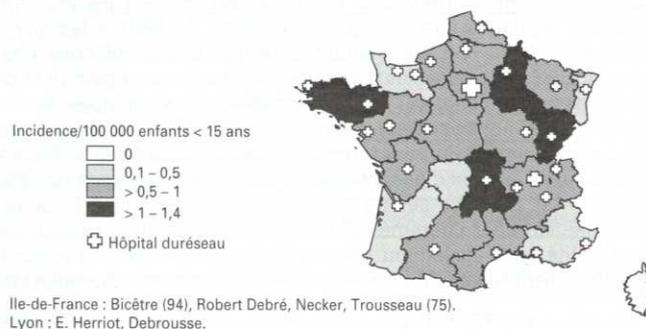 Incidence/100 000 enfants < 15 ans
0
0,1 – 0,5
> 0,5 – 1
> 1 – 1,4
Hôpital duréseau
Ile-de-France : Bicêtre (94), Robert Debré, Necker, Trousseau (75).
Lyon : E. Herriot, Debrousse.